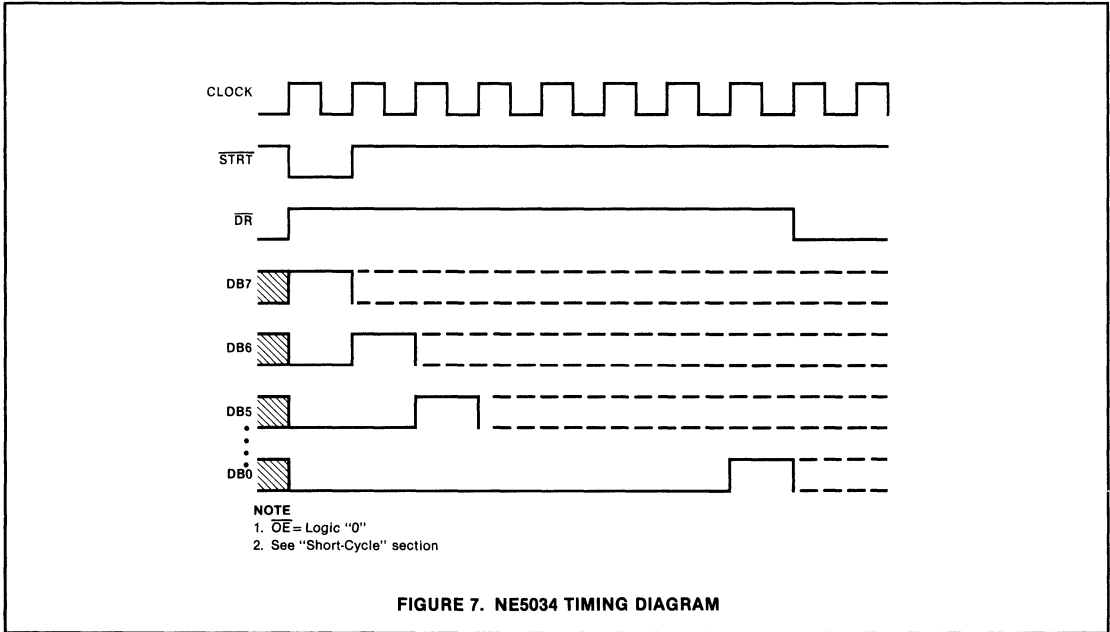 CLOCK
STRT
DR
DB7
DB6
DB5
DB0
NOTE
1. OE = Logic "0"
2. See "Short-Cycle" section
FIGURE 7. NE5034 TIMING DIAGRAM